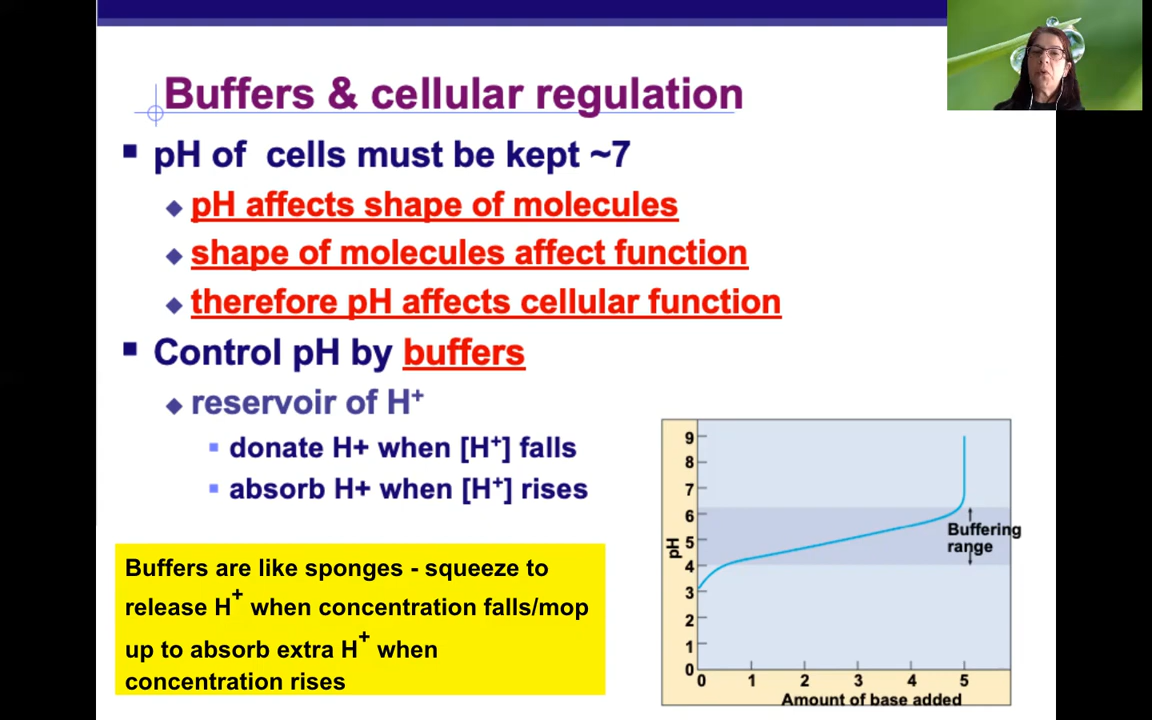 Buffers & cellular regulation
pH of cells must be kept ~7
pH affects shape of molecules
shape of molecules affect function
therefore pH affects cellular function
Control pH by buffers
reservoir of H⁺
donate H+ when [H⁺] falls
absorb H+ when [H⁺] rises
Buffers are like sponges - squeeze to
release H⁺ when concentration falls/mop
up to absorb extra H⁺ when
concentration rises
9
8
7
6
5
4
3
2
1
0
pH
Buffering
range
0 1 2 3 4 5
Amount of base added